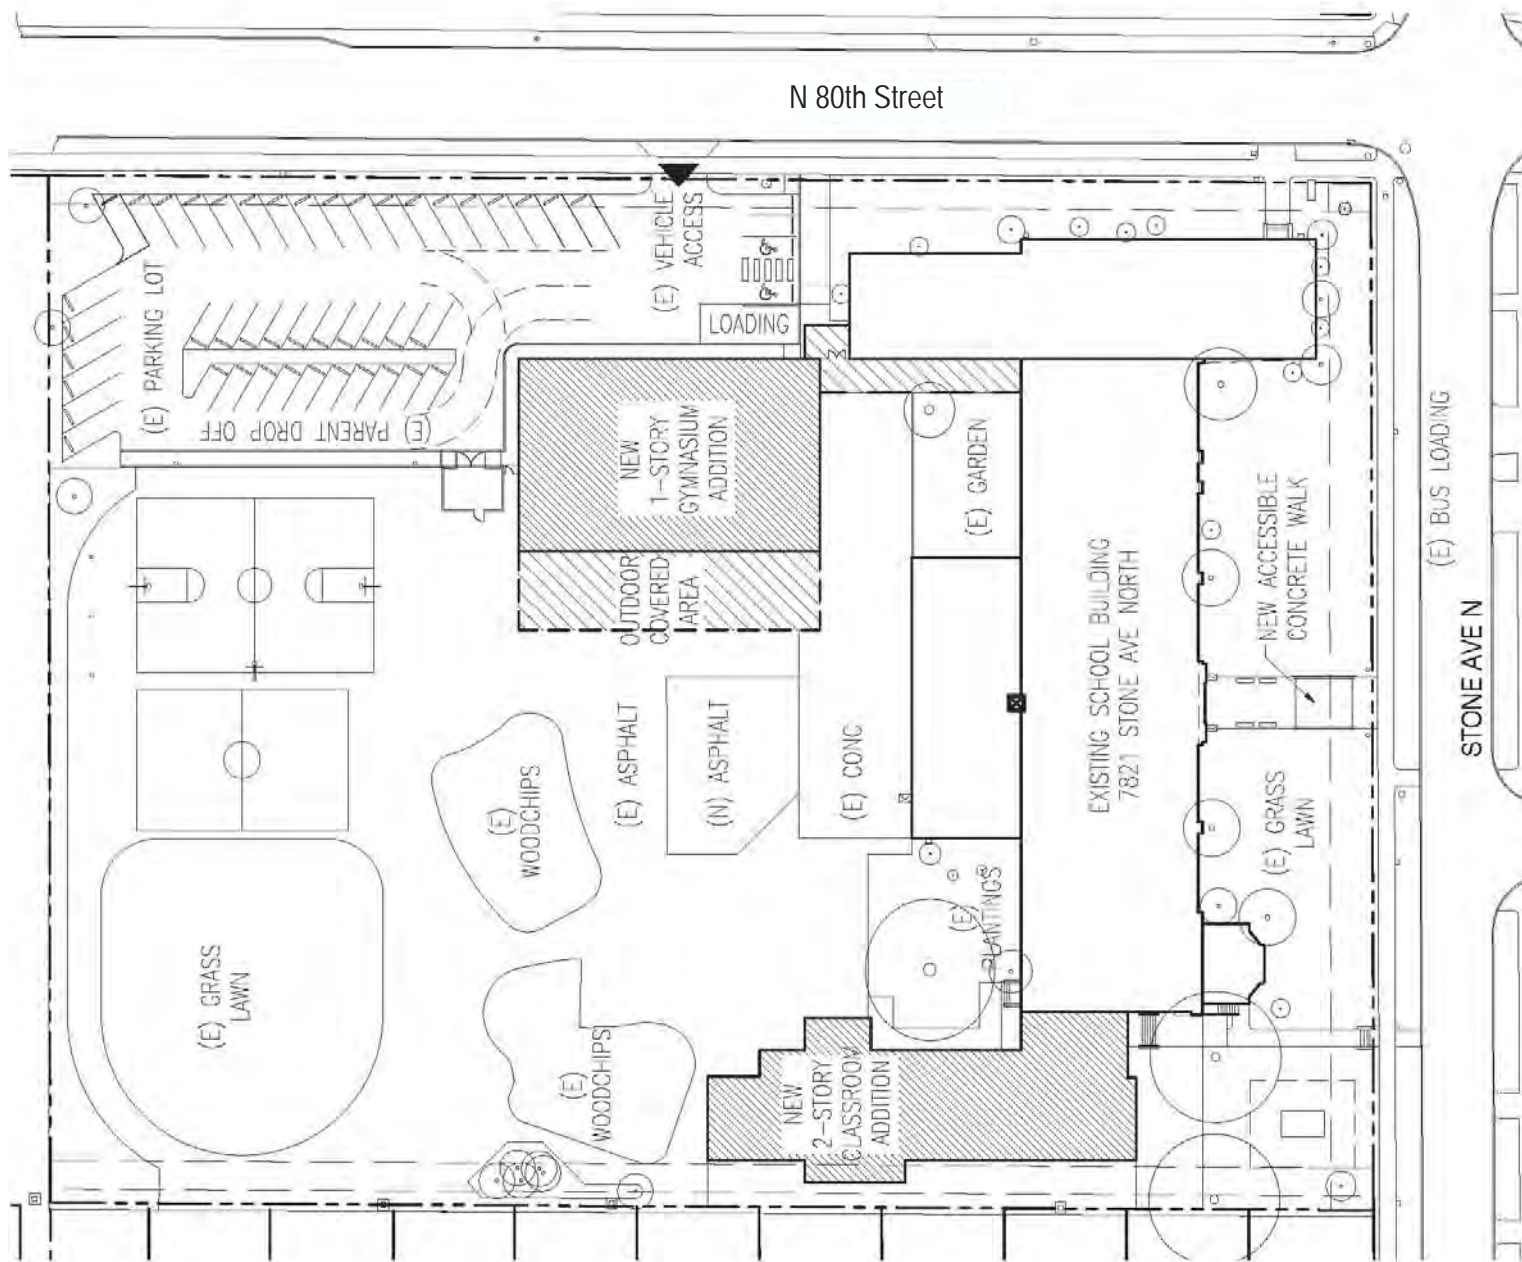 N 80th Street
(E) VEHICLE
ACCESS
(E) PARKING LOT
LOADING
(E) PARENT DROP OFF
NEW
1-STORY
GYMNASIUM
ADDITION
(E) GARDEN
OUTDOOR
COVERED
AREA
EXISTING SCHOOL BUILDING
7821 STONE AVE NORTH
NEW ACCESSIBLE
CONCRETE WALK
(E) BUS LOADING
STONE AVE N
(E)
WOODCHIPS
(E) ASPHALT
(N) ASPHALT
(E) CONC
(E) GRASS
LAWN
(E)
PLANTINGS
(E) GRASS
LAWN
(E)
WOODCHIPS
NEW
2-STORY
CLASSROOM
ADDITION